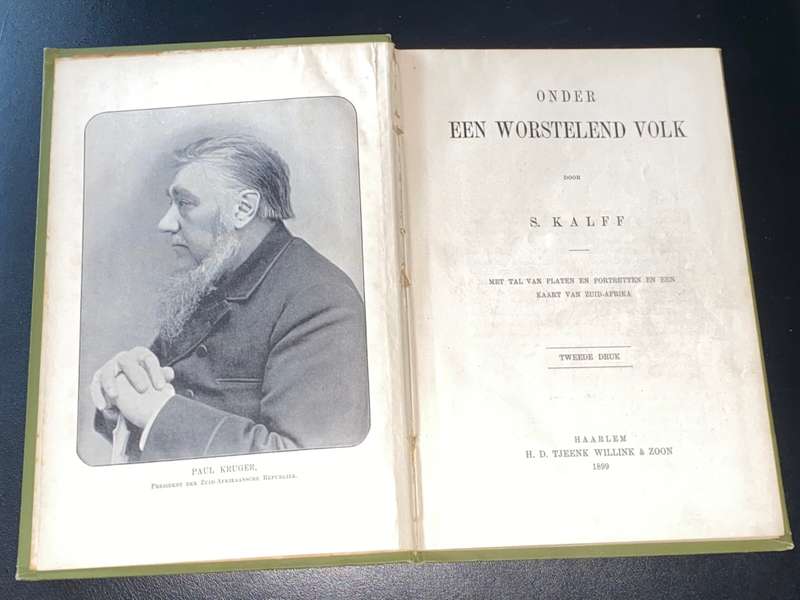 PAUL KRUGER,
PRESIDENT DER ZUID-AFRIKAANSCHE REPUBLIEK.
ONDER
EEN WORSTELEND VOLK
DOOR
S. KALFF
MET TAL VAN PLATEN EN PORTRETTEN EN EEN
KAART VAN ZUID-AFRIKA
TWEEDE DRUK
HAARLEM
H. D. TJEENK WILLINK & ZOON
1899